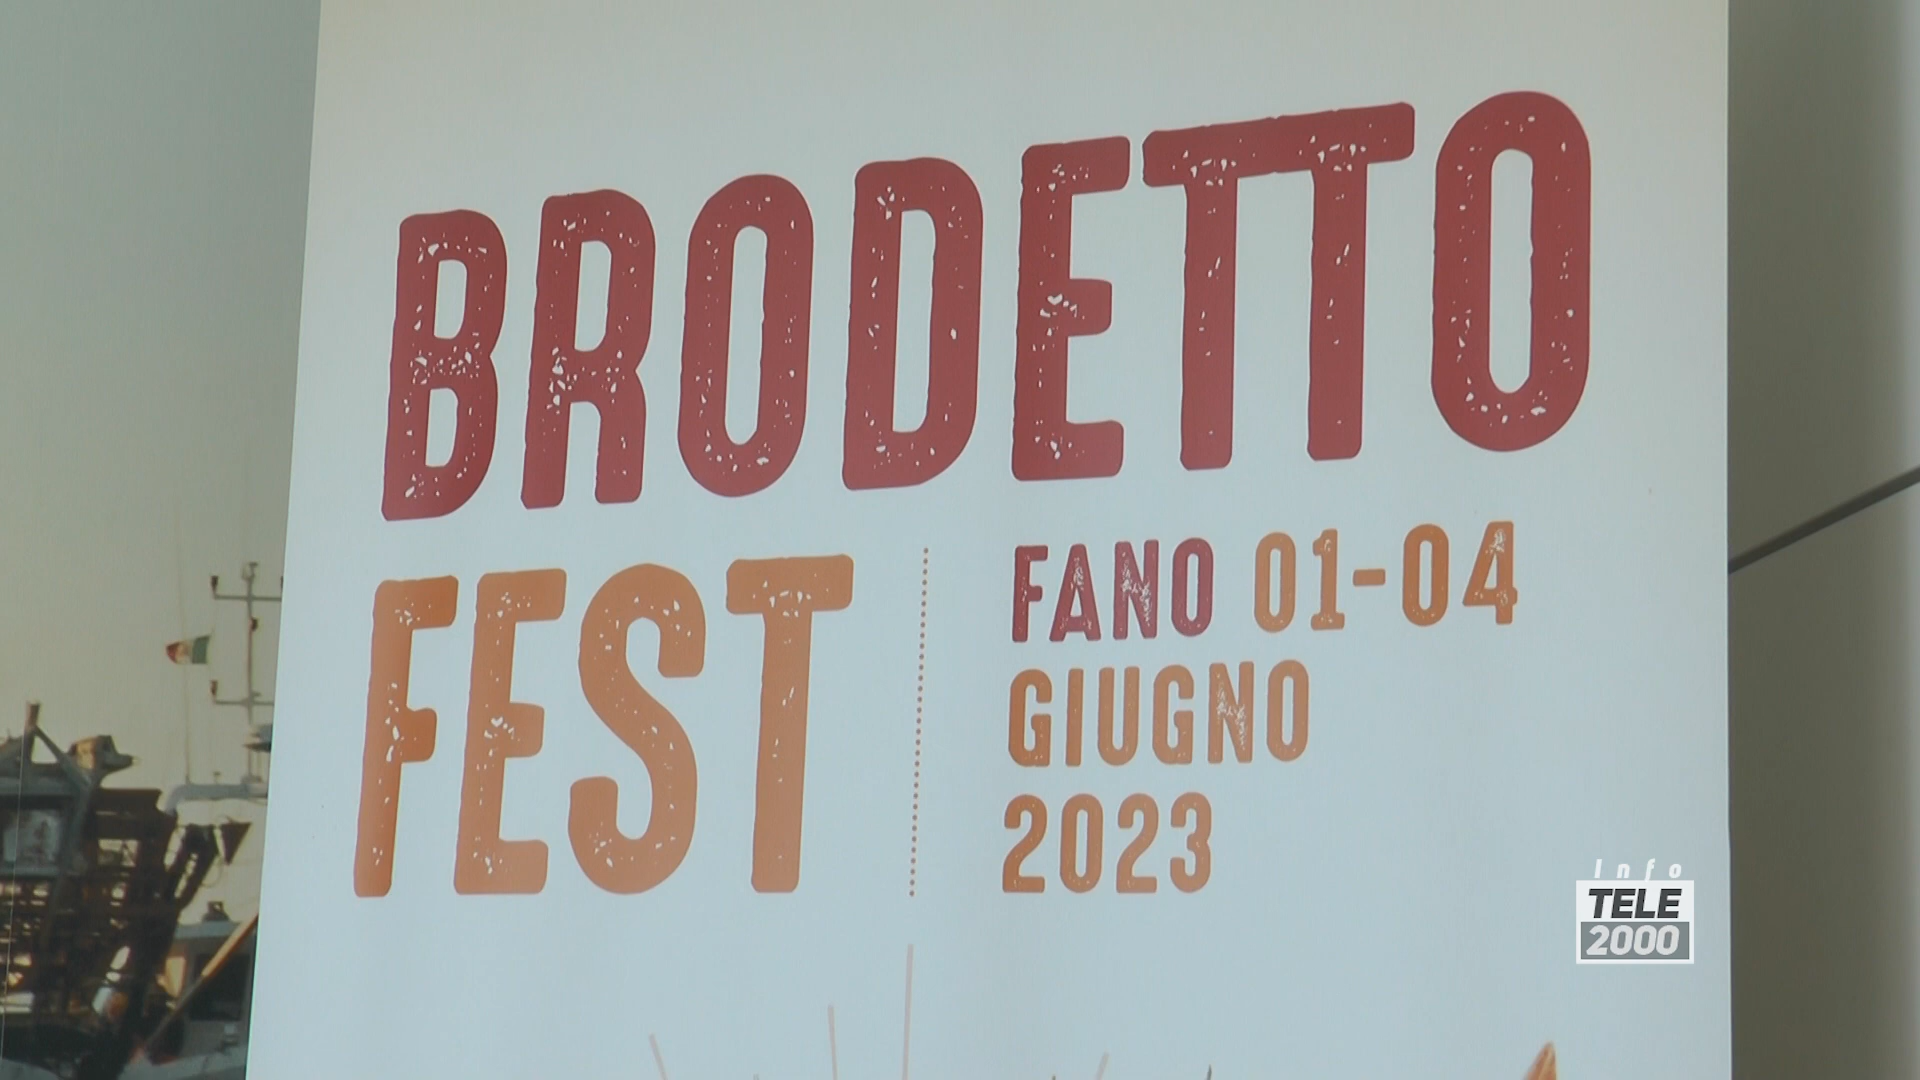 BRODETTO
FEST
FANO 01-04
GIUGNO
2023
Info
TELE
2000